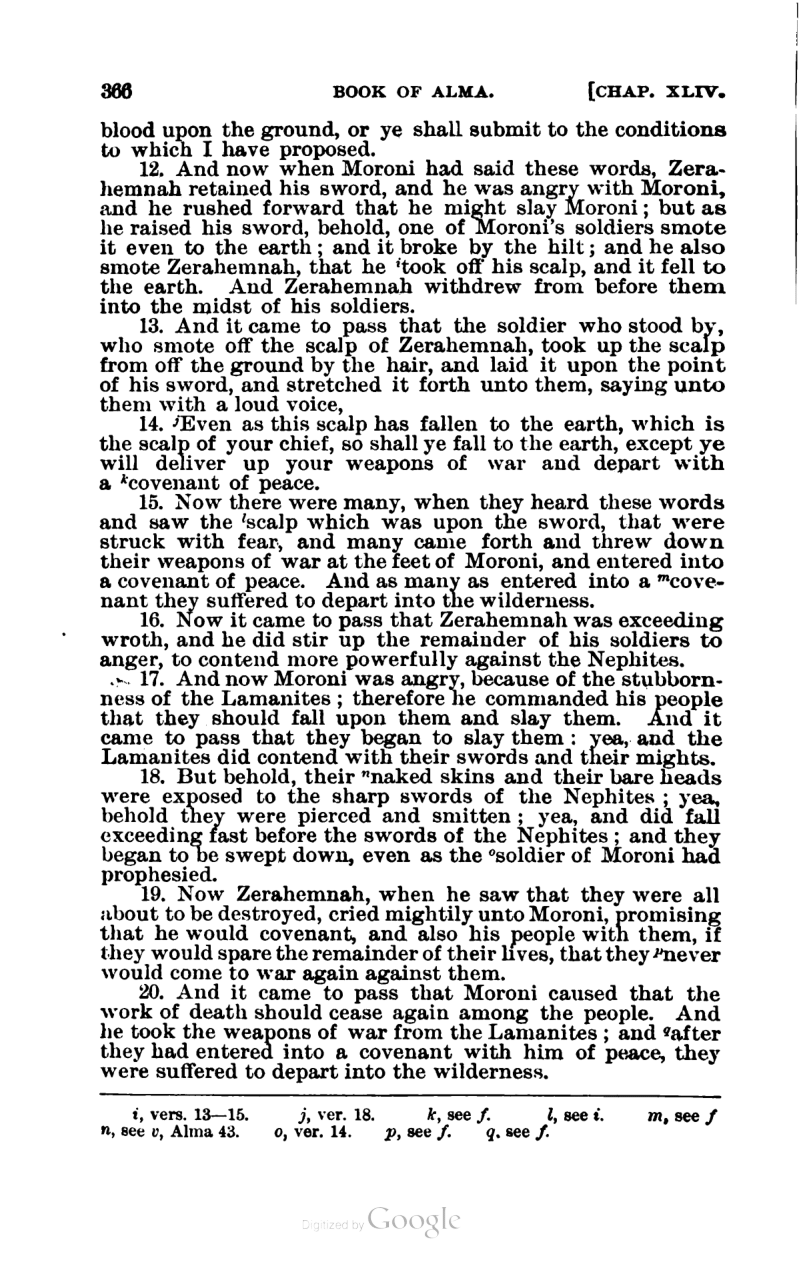 366 BOOK OF ALMA. [CHAP. XLIV.
blood upon the ground, or ye shall submit to the conditions
to which I have proposed.
12. And now when Moroni had said these words, Zera-
hemnah retained his sword, and he was angry with Moroni,
and he rushed forward that he might slay Moroni; but as
he raised his sword, behold, one of Moroni's soldiers smote
it even to the earth; and it broke by the hilt; and he also
smote Zerahemnah, that he ⁱtook off his scalp, and it fell to
the earth. And Zerahemnah withdrew from before them
into the midst of his soldiers.
13. And it came to pass that the soldier who stood by,
who smote off the scalp of Zerahemnah, took up the scalp
from off the ground by the hair, and laid it upon the point
of his sword, and stretched it forth unto them, saying unto
them with a loud voice,
14. ʲEven as this scalp has fallen to the earth, which is
the scalp of your chief, so shall ye fall to the earth, except ye
will deliver up your weapons of war and depart with
a ᵏcovenant of peace.
15. Now there were many, when they heard these words
and saw the ˡscalp which was upon the sword, that were
struck with fear, and many came forth and threw down
their weapons of war at the feet of Moroni, and entered into
a covenant of peace. And as many as entered into a ᵐcove-
nant they suffered to depart into the wilderness.
16. Now it came to pass that Zerahemnah was exceeding
wroth, and he did stir up the remainder of his soldiers to
anger, to contend more powerfully against the Nephites.
17. And now Moroni was angry, because of the stubborn-
ness of the Lamanites; therefore he commanded his people
that they should fall upon them and slay them. And it
came to pass that they began to slay them: yea, and the
Lamanites did contend with their swords and their mights.
18. But behold, their ⁿnaked skins and their bare heads
were exposed to the sharp swords of the Nephites; yea,
behold they were pierced and smitten; yea, and did fall
exceeding fast before the swords of the Nephites; and they
began to be swept down, even as the ᵒsoldier of Moroni had
prophesied.
19. Now Zerahemnah, when he saw that they were all
about to be destroyed, cried mightily unto Moroni, promising
that he would covenant, and also his people with them, if
they would spare the remainder of their lives, that they ᵖnever
would come to war again against them.
20. And it came to pass that Moroni caused that the
work of death should cease again among the people. And
he took the weapons of war from the Lamanites; and qafter
they had entered into a covenant with him of peace, they
were suffered to depart into the wilderness.
i, vers. 13—15. j, ver. 18. k, see f. l, see i. m, see f
n, see v, Alma 43. o, ver. 14. p, see f. q. see f.
Digitized by Google